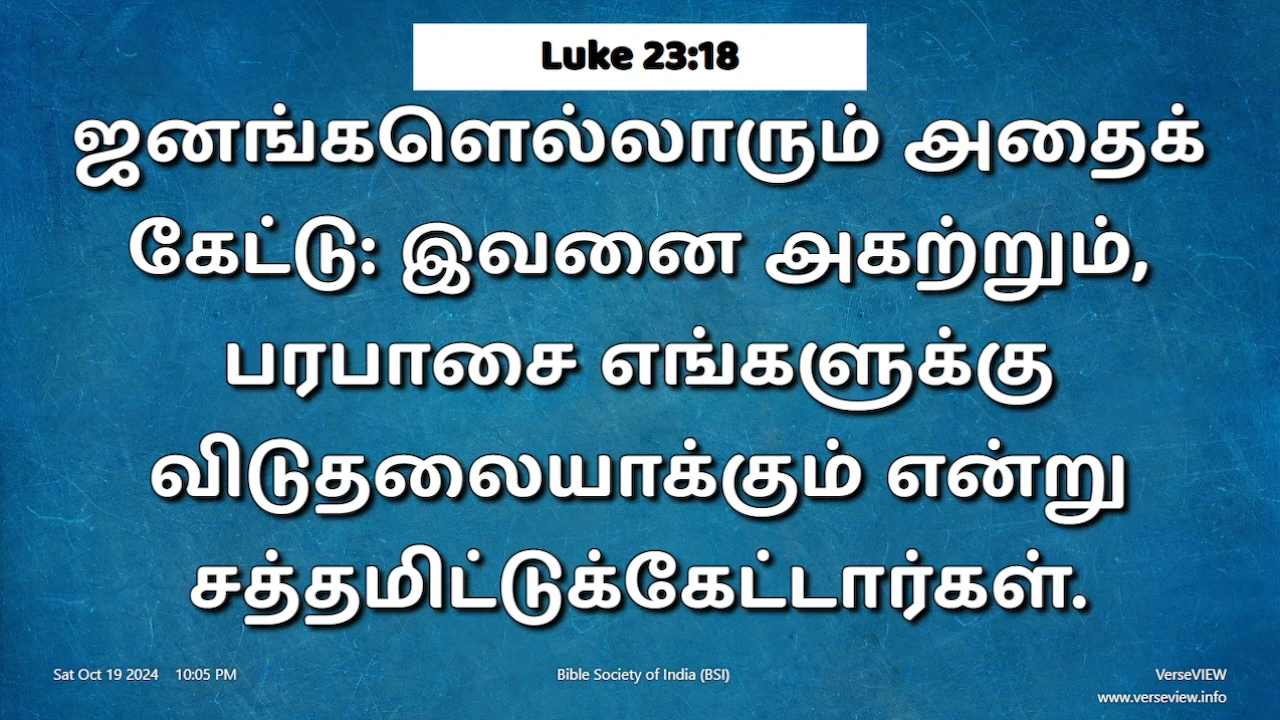 Luke 23:18
ஜனங்களெல்லாரும் அதைக்
கேட்டு: இவனை அகற்றும்,
பரபாசை எங்களுக்கு
விடுதலையாக்கும் என்று
சத்தமிட்டுக்கேட்டார்கள்.
Sat Oct 19 2024 10:05 PM
Bible Society of India (BSI)
VerseVIEW
www.verseview.info